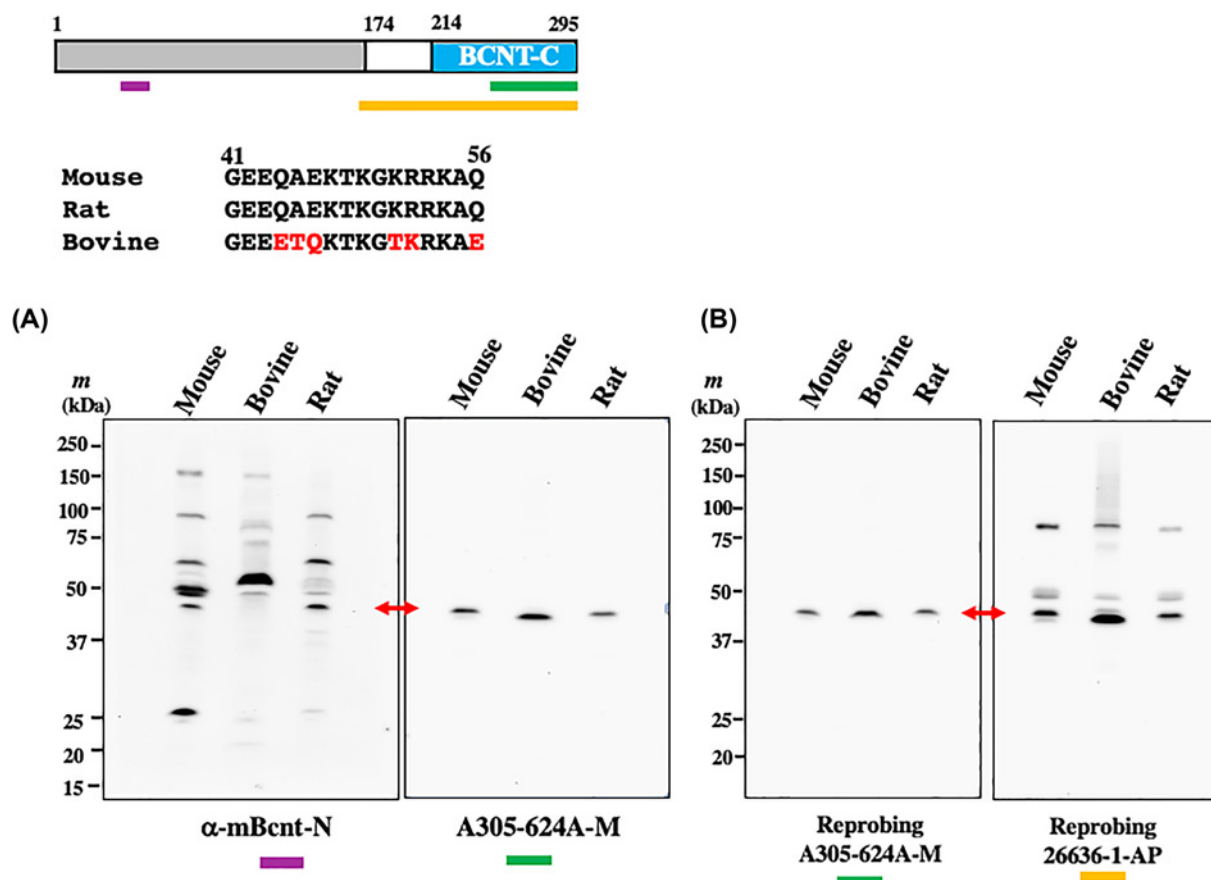 1 174 214 295
BCNT-C
41 56
Mouse GEEQAEKTKGKRRKAQ
Rat GEEQAEKTKGKRRKAQ
Bovine GEEETQKTKGTKRKAE
(A) (B)
m
(kDa)
Mouse Bovine Rat
250
150
100
75
50
37
25
20
15
Mouse Bovine Rat
m
(kDa)
Mouse Bovine Rat
250
150
100
75
50
37
20
Mouse Bovine Rat
α-mBcnt-N
A305-624A-M
Reprobing
A305-624A-M
Reprobing
26636-1-AP